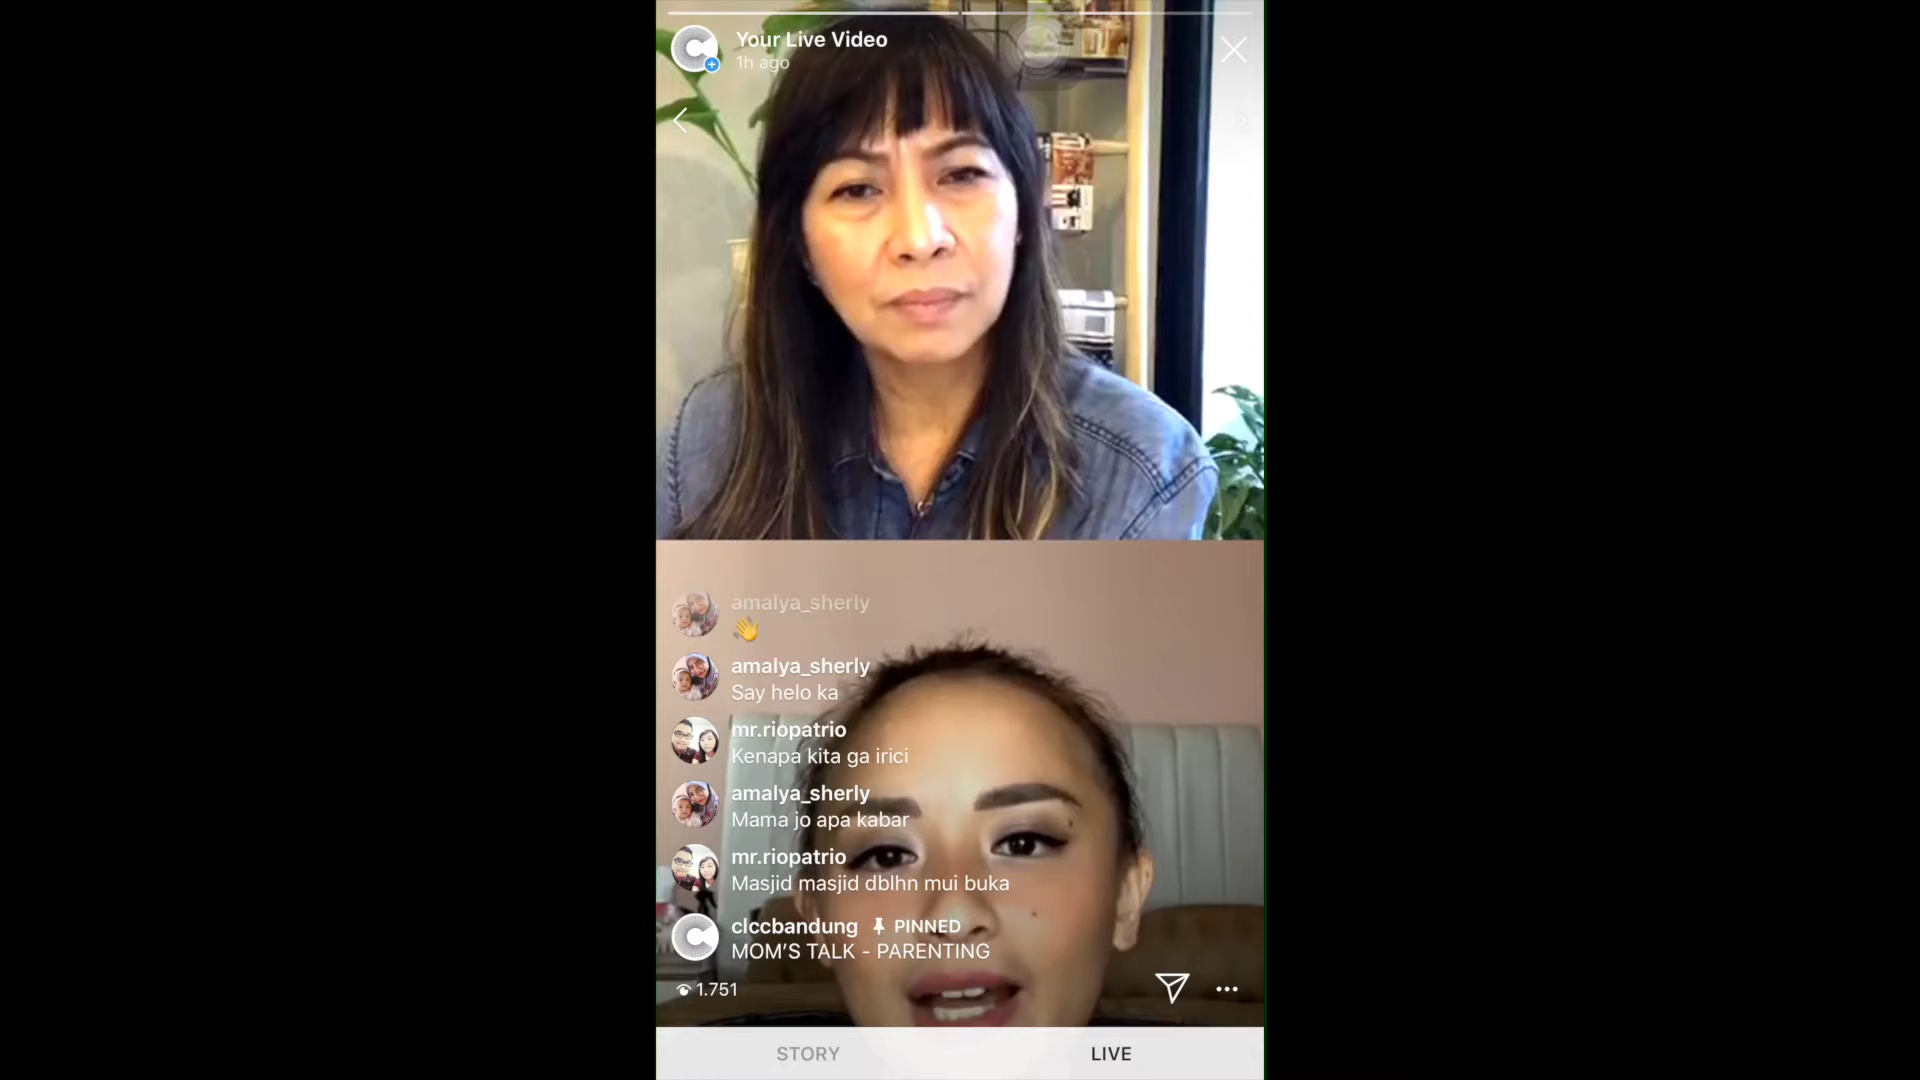 Your Live Video
1h ago
amalya_sherly
👋
amalya_sherly
Say helo ka
mr.riopatrio
Kenapa kita ga irici
amalya_sherly
Mama jo apa kabar
mr.riopatrio
Masjid masjid dblhn mui buka
clccbandung PINNED
MOM’S TALK - PARENTING
1.751
STORY
LIVE